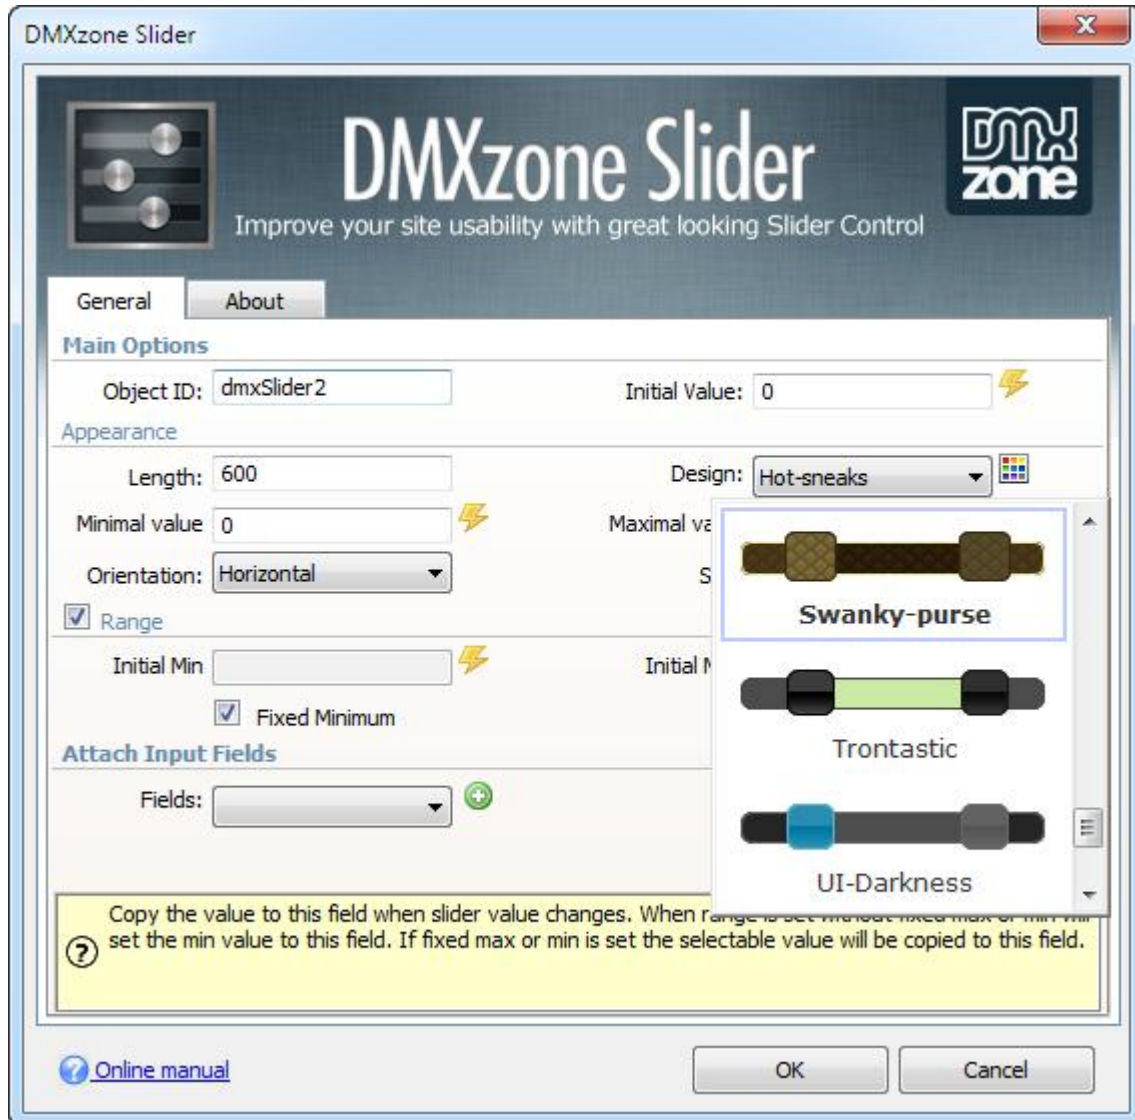 DMXzone Slider
DMXzone Slider
DMX
zone
Improve your site usability with great looking Slider Control
General About
Main Options
Object ID: dmxSlider2 Initial Value: 0
Appearance
Length: 600 Design: Hot-sneaks
Minimal value 0 Maximal va
Orientation: Horizontal S
Swanky-purse
Range
Initial Min Initial M
Fixed Minimum
Trontastic
Attach Input Fields
Fields:
UI-Darkness
Copy the value to this field when slider value changes. When range is set without fixed max or min will
set the min value to this field. If fixed max or min is set the selectable value will be copied to this field.
Online manual OK Cancel